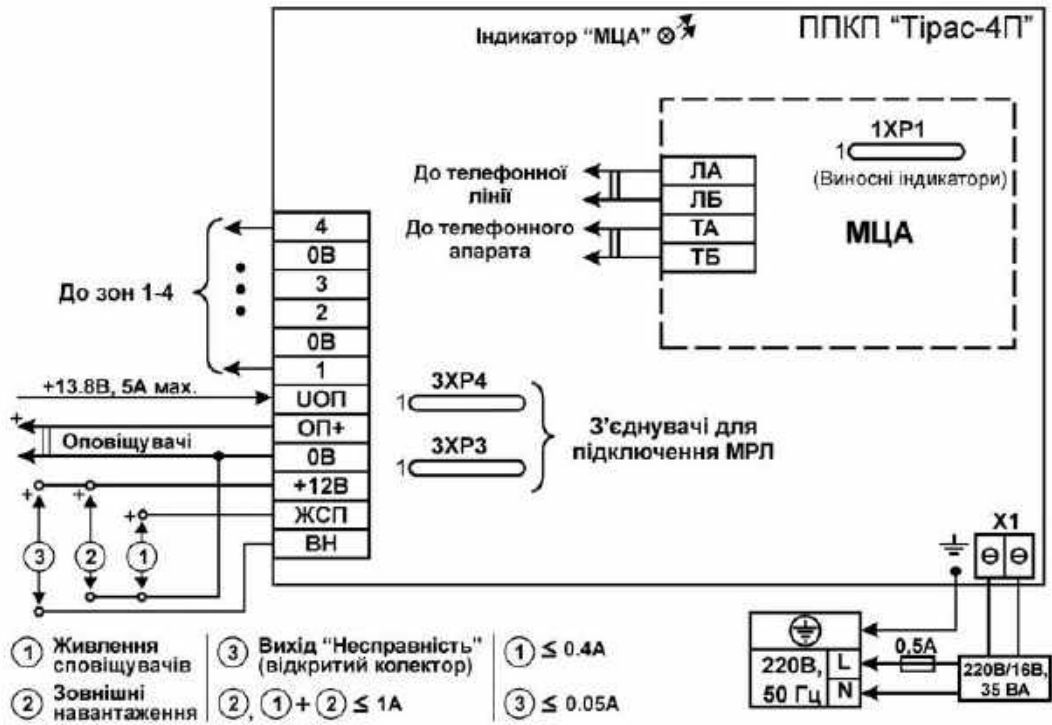 Індикатор "МЦА"
ППКП "Тірас-4П"
1XP1
1
(Виносні індикатори)
МЦА
До телефонної
лінії
До телефонного
апарата
ЛА
ЛБ
ТА
ТБ
До зон 1-4
4
0В
3
2
0В
1
UОП
ОП+
0В
+12В
ЖСП
ВН
+13.8В, 5А мах.
+
Оповіщувачі
+
+
+
3
2
1
3XP4
1
3XP3
1
З'єднувачі для
підключення МРЛ
X1
220В,
50 Гц
L
N
0,5А
220В/16В,
35 ВА
1 Живлення
сповіщувачів
2 Зовнішні
навантаження
3 Вихід "Несправність"
(відкритий колектор)
2, 1 + 2 ≤ 1А
1 ≤ 0.4А
3 ≤ 0.05А